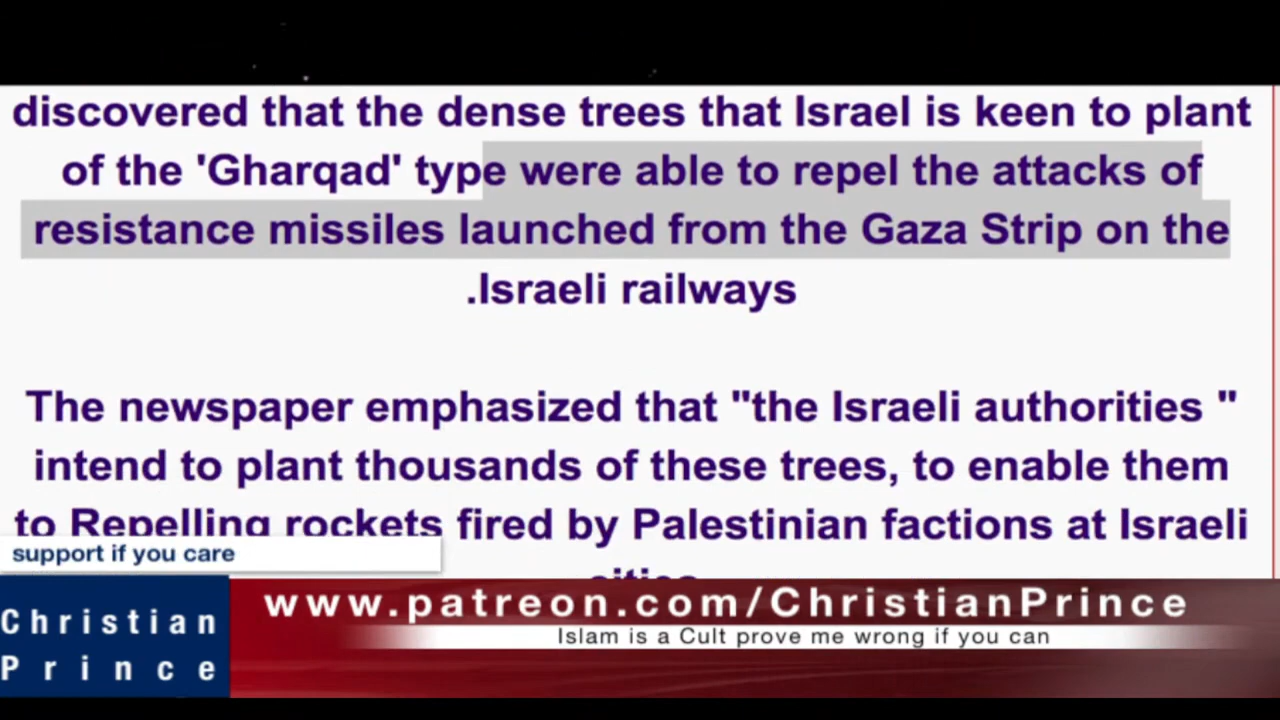 discovered that the dense trees that Israel is keen to plant
of the 'Gharqad' type were able to repel the attacks of
resistance missiles launched from the Gaza Strip on the
.Israeli railways
The newspaper emphasized that "the Israeli authorities "
intend to plant thousands of these trees, to enable them
to Repelling rockets fired by Palestinian factions at Israeli
cities
support if you care
Christian
Prince
www.patreon.com/ChristianPrince
Islam is a Cult prove me wrong if you can